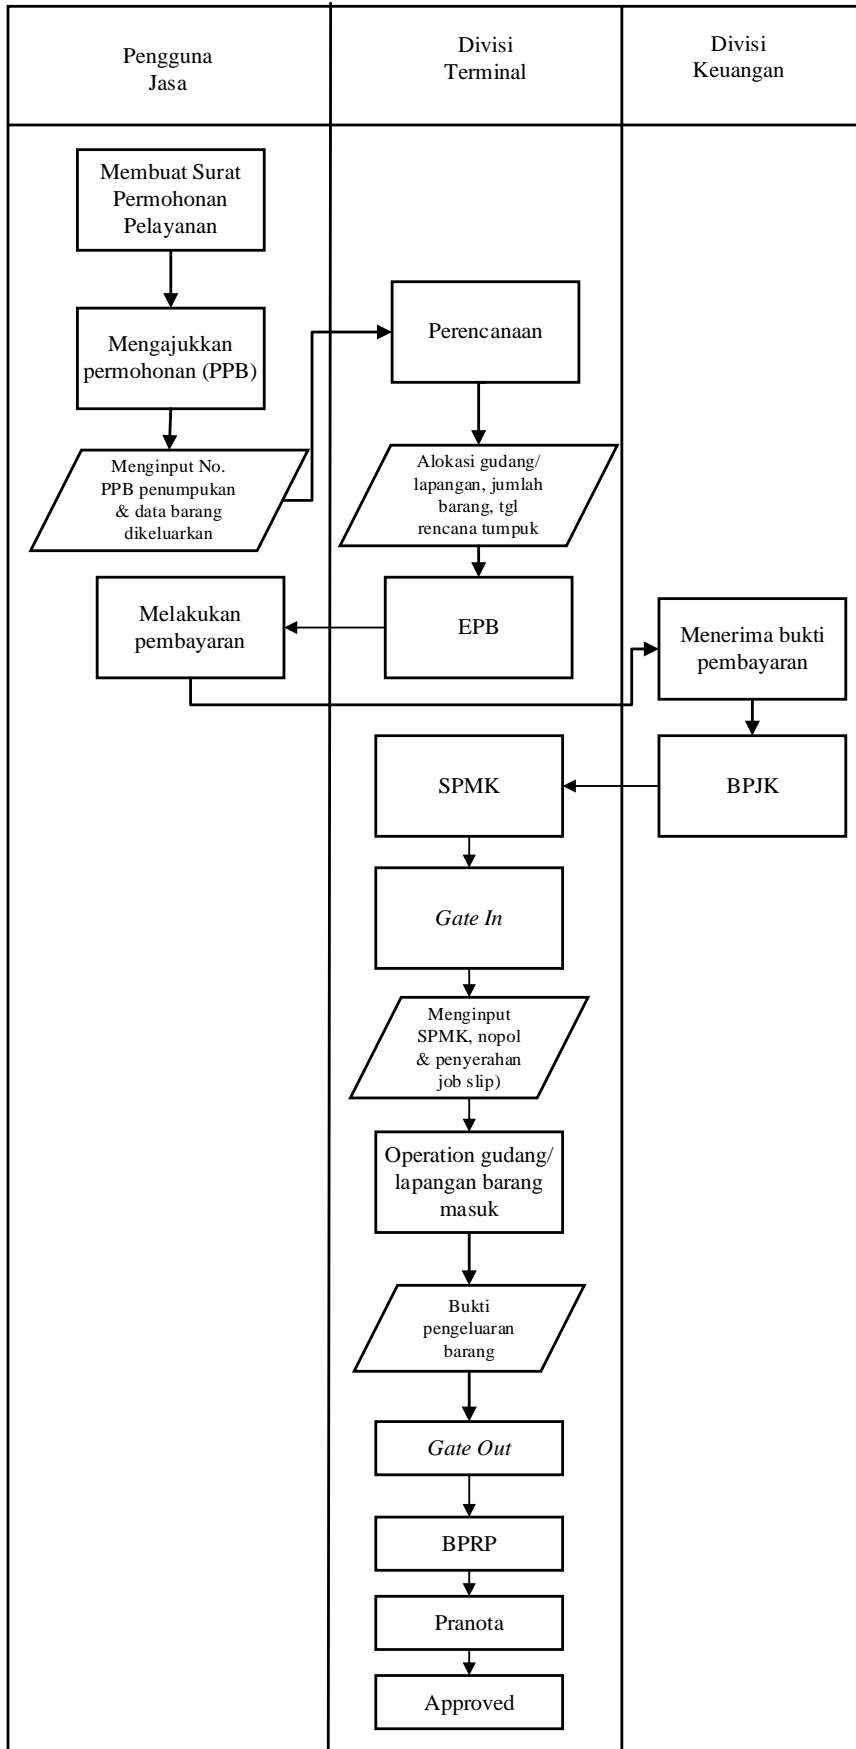 Pengguna
Jasa
Divisi
Terminal
Divisi
Keuangan
Membuat Surat
Permohonan
Pelayanan
Mengajukkan
permohonan (PPB)
Menginput No.
PPB penumpukan
& data barang
dikeluarkan
Perencanaan
Alokasi gudang/
lapangan, jumlah
barang, tgl
rencana tumpuk
EPB
Melakukan
pembayaran
Menerima bukti
pembayaran
BPJK
SPMK
Gate In
Menginput
SPMK, nopol
& penyerahan
job slip)
Operation gudang/
lapangan barang
masuk
Bukti
pengeluaran
barang
Gate Out
BPRP
Pranota
Approved